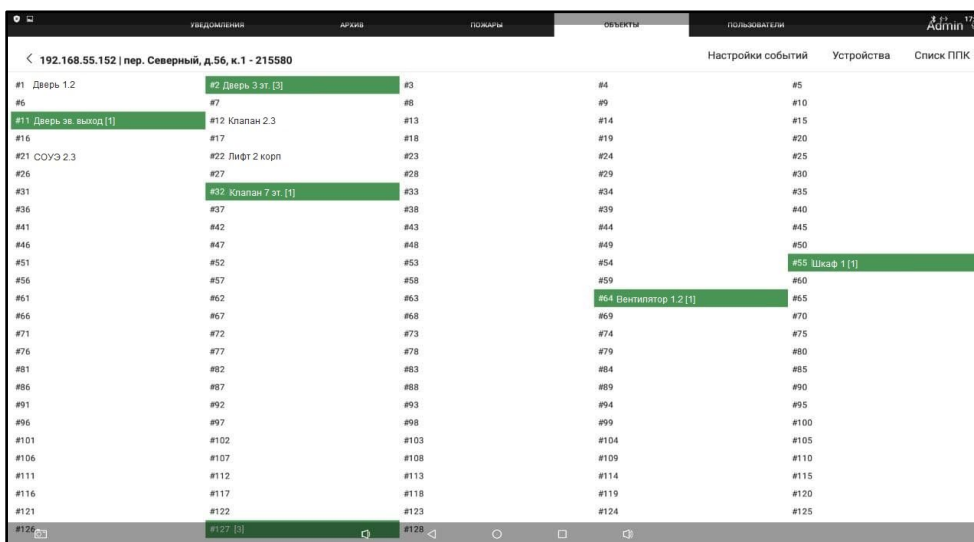 УВЕДОМЛЕНИЯ АРХИВ ПОЖАРЫ ОБЪЕКТЫ ПОЛЬЗОВАТЕЛИ Admin
192.168.55.152 | пер. Северный, д.56, к.1 - 215580 Настройки событий Устройства Списк ППК
#1 Дверь 1.2 #2 Дверь 3 эт. [3] #3 #4 #5
#6 #7 #8 #9 #10
#11 Дверь эв. выход [1] #12 Клапан 2.3 #13 #14 #15
#16 #17 #18 #19 #20
#21 СОУЭ 2.3 #22 Лифт 2 корп #23 #24 #25
#26 #27 #28 #29 #30
#31 #32 Клапан 7 эт. [1] #33 #34 #35
#36 #37 #38 #39 #40
#41 #42 #43 #44 #45
#46 #47 #48 #49 #50
#51 #52 #53 #54 #55 Шкаф 1 [1]
#56 #57 #58 #59 #60
#61 #62 #63 #64 Вентилятор 1.2 [1] #65
#66 #67 #68 #69 #70
#71 #72 #73 #74 #75
#76 #77 #78 #79 #80
#81 #82 #83 #84 #85
#86 #87 #88 #89 #90
#91 #92 #93 #94 #95
#96 #97 #98 #99 #100
#101 #102 #103 #104 #105
#106 #107 #108 #109 #110
#111 #112 #113 #114 #115
#116 #117 #118 #119 #120
#121 #122 #123 #124 #125
#126 #127 [3] #128